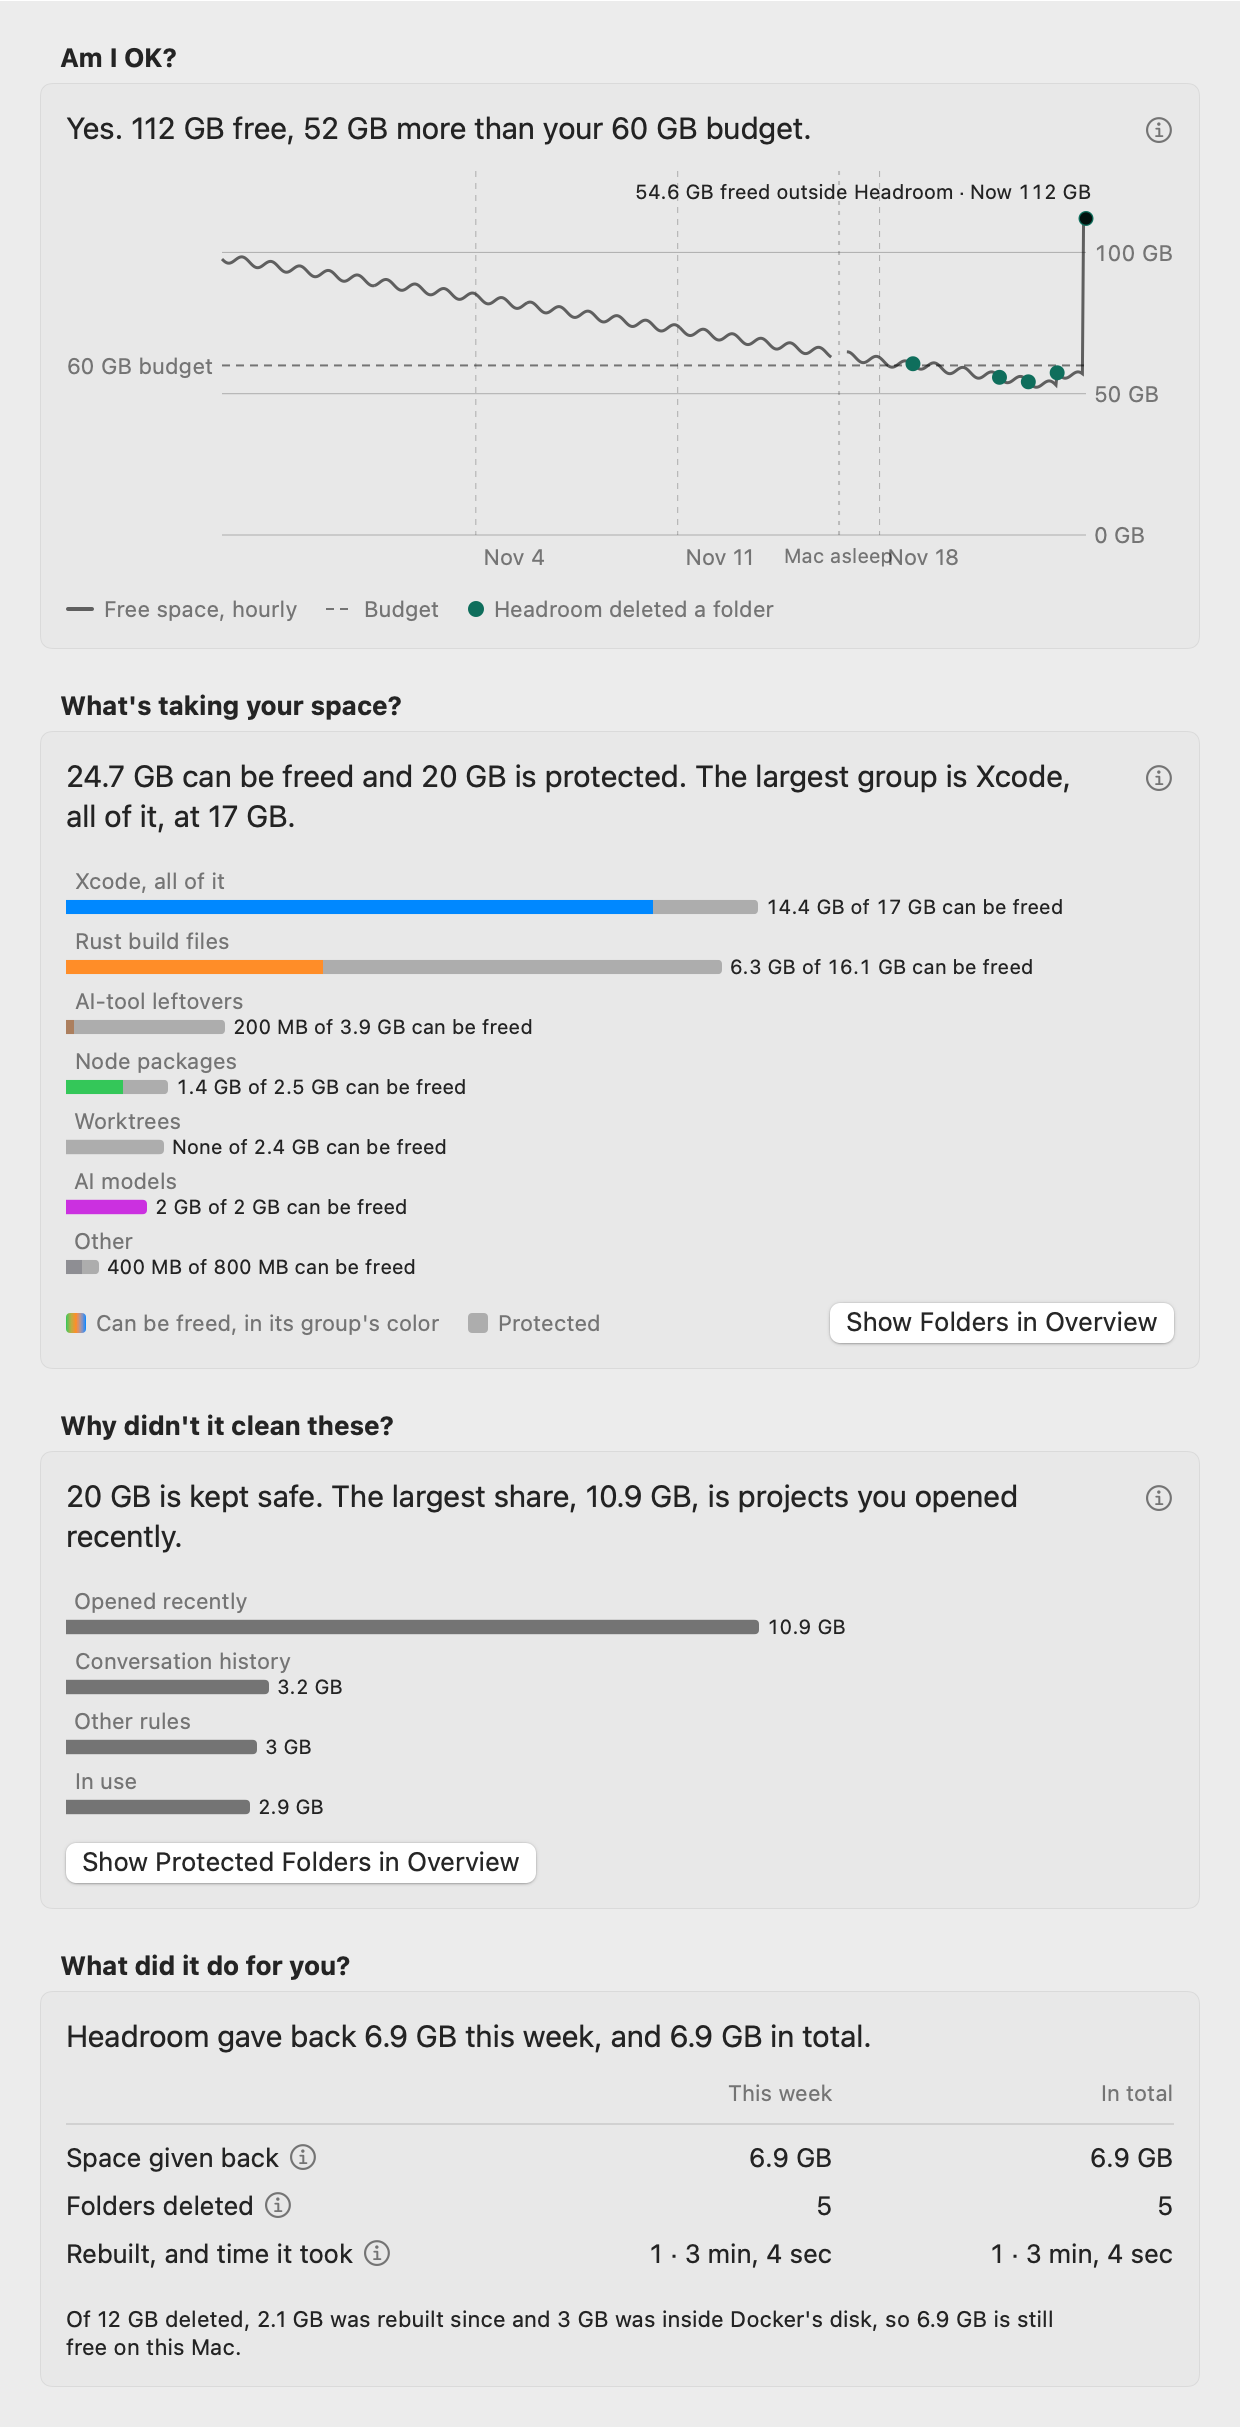 Am I OK?
Yes. 112 GB free, 52 GB more than your 60 GB budget.
54.6 GB freed outside Headroom · Now 112 GB
100 GB
60 GB budget
50 GB
0 GB
Nov 4
Nov 11
Mac asleep
Nov 18
Free space, hourly
Budget
Headroom deleted a folder
What's taking your space?
24.7 GB can be freed and 20 GB is protected. The largest group is Xcode,
all of it, at 17 GB.
Xcode, all of it
14.4 GB of 17 GB can be freed
Rust build files
6.3 GB of 16.1 GB can be freed
AI-tool leftovers
200 MB of 3.9 GB can be freed
Node packages
1.4 GB of 2.5 GB can be freed
Worktrees
None of 2.4 GB can be freed
AI models
2 GB of 2 GB can be freed
Other
400 MB of 800 MB can be freed
Can be freed, in its group's color
Protected
Show Folders in Overview
Why didn't it clean these?
20 GB is kept safe. The largest share, 10.9 GB, is projects you opened
recently.
Opened recently
10.9 GB
Conversation history
3.2 GB
Other rules
3 GB
In use
2.9 GB
Show Protected Folders in Overview
What did it do for you?
Headroom gave back 6.9 GB this week, and 6.9 GB in total.
This week In total
Space given back 6.9 GB 6.9 GB
Folders deleted 5 5
Rebuilt, and time it took 1 · 3 min, 4 sec 1 · 3 min, 4 sec
Of 12 GB deleted, 2.1 GB was rebuilt since and 3 GB was inside Docker's disk, so 6.9 GB is still
free on this Mac.